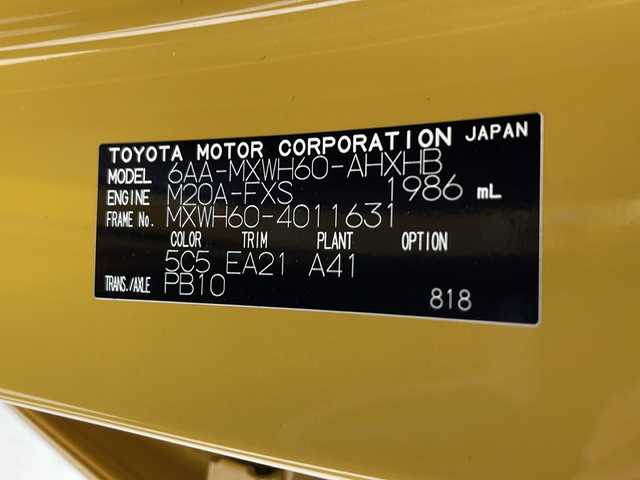 TOYOTA MOTOR CORPORATION JAPAN
MODEL 6AA-MXWH60-AHXHB
ENGINE M20A-FXS 1986 mL
FRAME No. MXWH60-4011631
COLOR TRIM PLANT OPTION
5C5 EA21 A41
TRANS./AXLE PB10 818